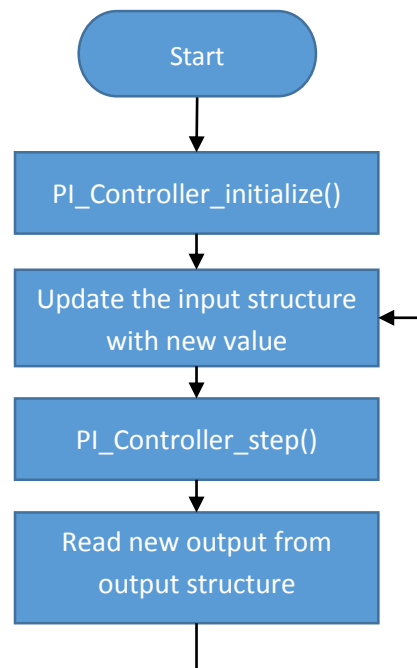 Start
PI_Controller_initialize()
Update the input structure
with new value
PI_Controller_step()
Read new output from
output structure